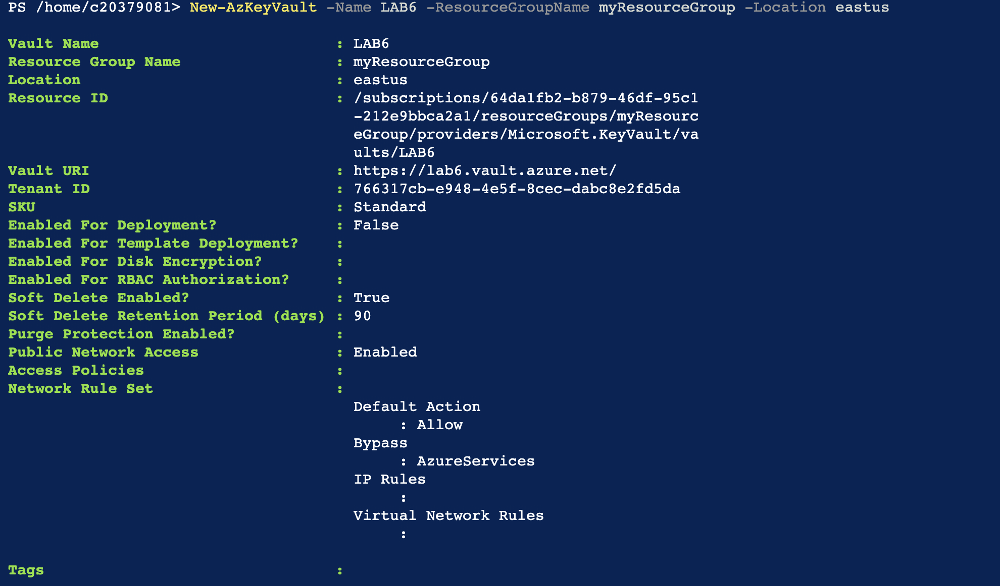 PS /home/c20379081> New-AzKeyVault -Name LAB6 -ResourceGroupName myResourceGroup -Location eastus
Vault Name : LAB6
Resource Group Name : myResourceGroup
Location : eastus
Resource ID : /subscriptions/64da1fb2-b879-46df-95c1
-212e9bbca2a1/resourceGroups/myResourc
eGroup/providers/Microsoft.KeyVault/va
ults/LAB6
Vault URI : https://lab6.vault.azure.net/
Tenant ID : 766317cb-e948-4e5f-8cec-dabc8e2fd5da
SKU : Standard
Enabled For Deployment? : False
Enabled For Template Deployment? :
Enabled For Disk Encryption? :
Enabled For RBAC Authorization? :
Soft Delete Enabled? : True
Soft Delete Retention Period (days) : 90
Purge Protection Enabled? :
Public Network Access : Enabled
Access Policies :
Network Rule Set :
Default Action
: Allow
Bypass
: AzureServices
IP Rules
:
Virtual Network Rules
:
Tags :